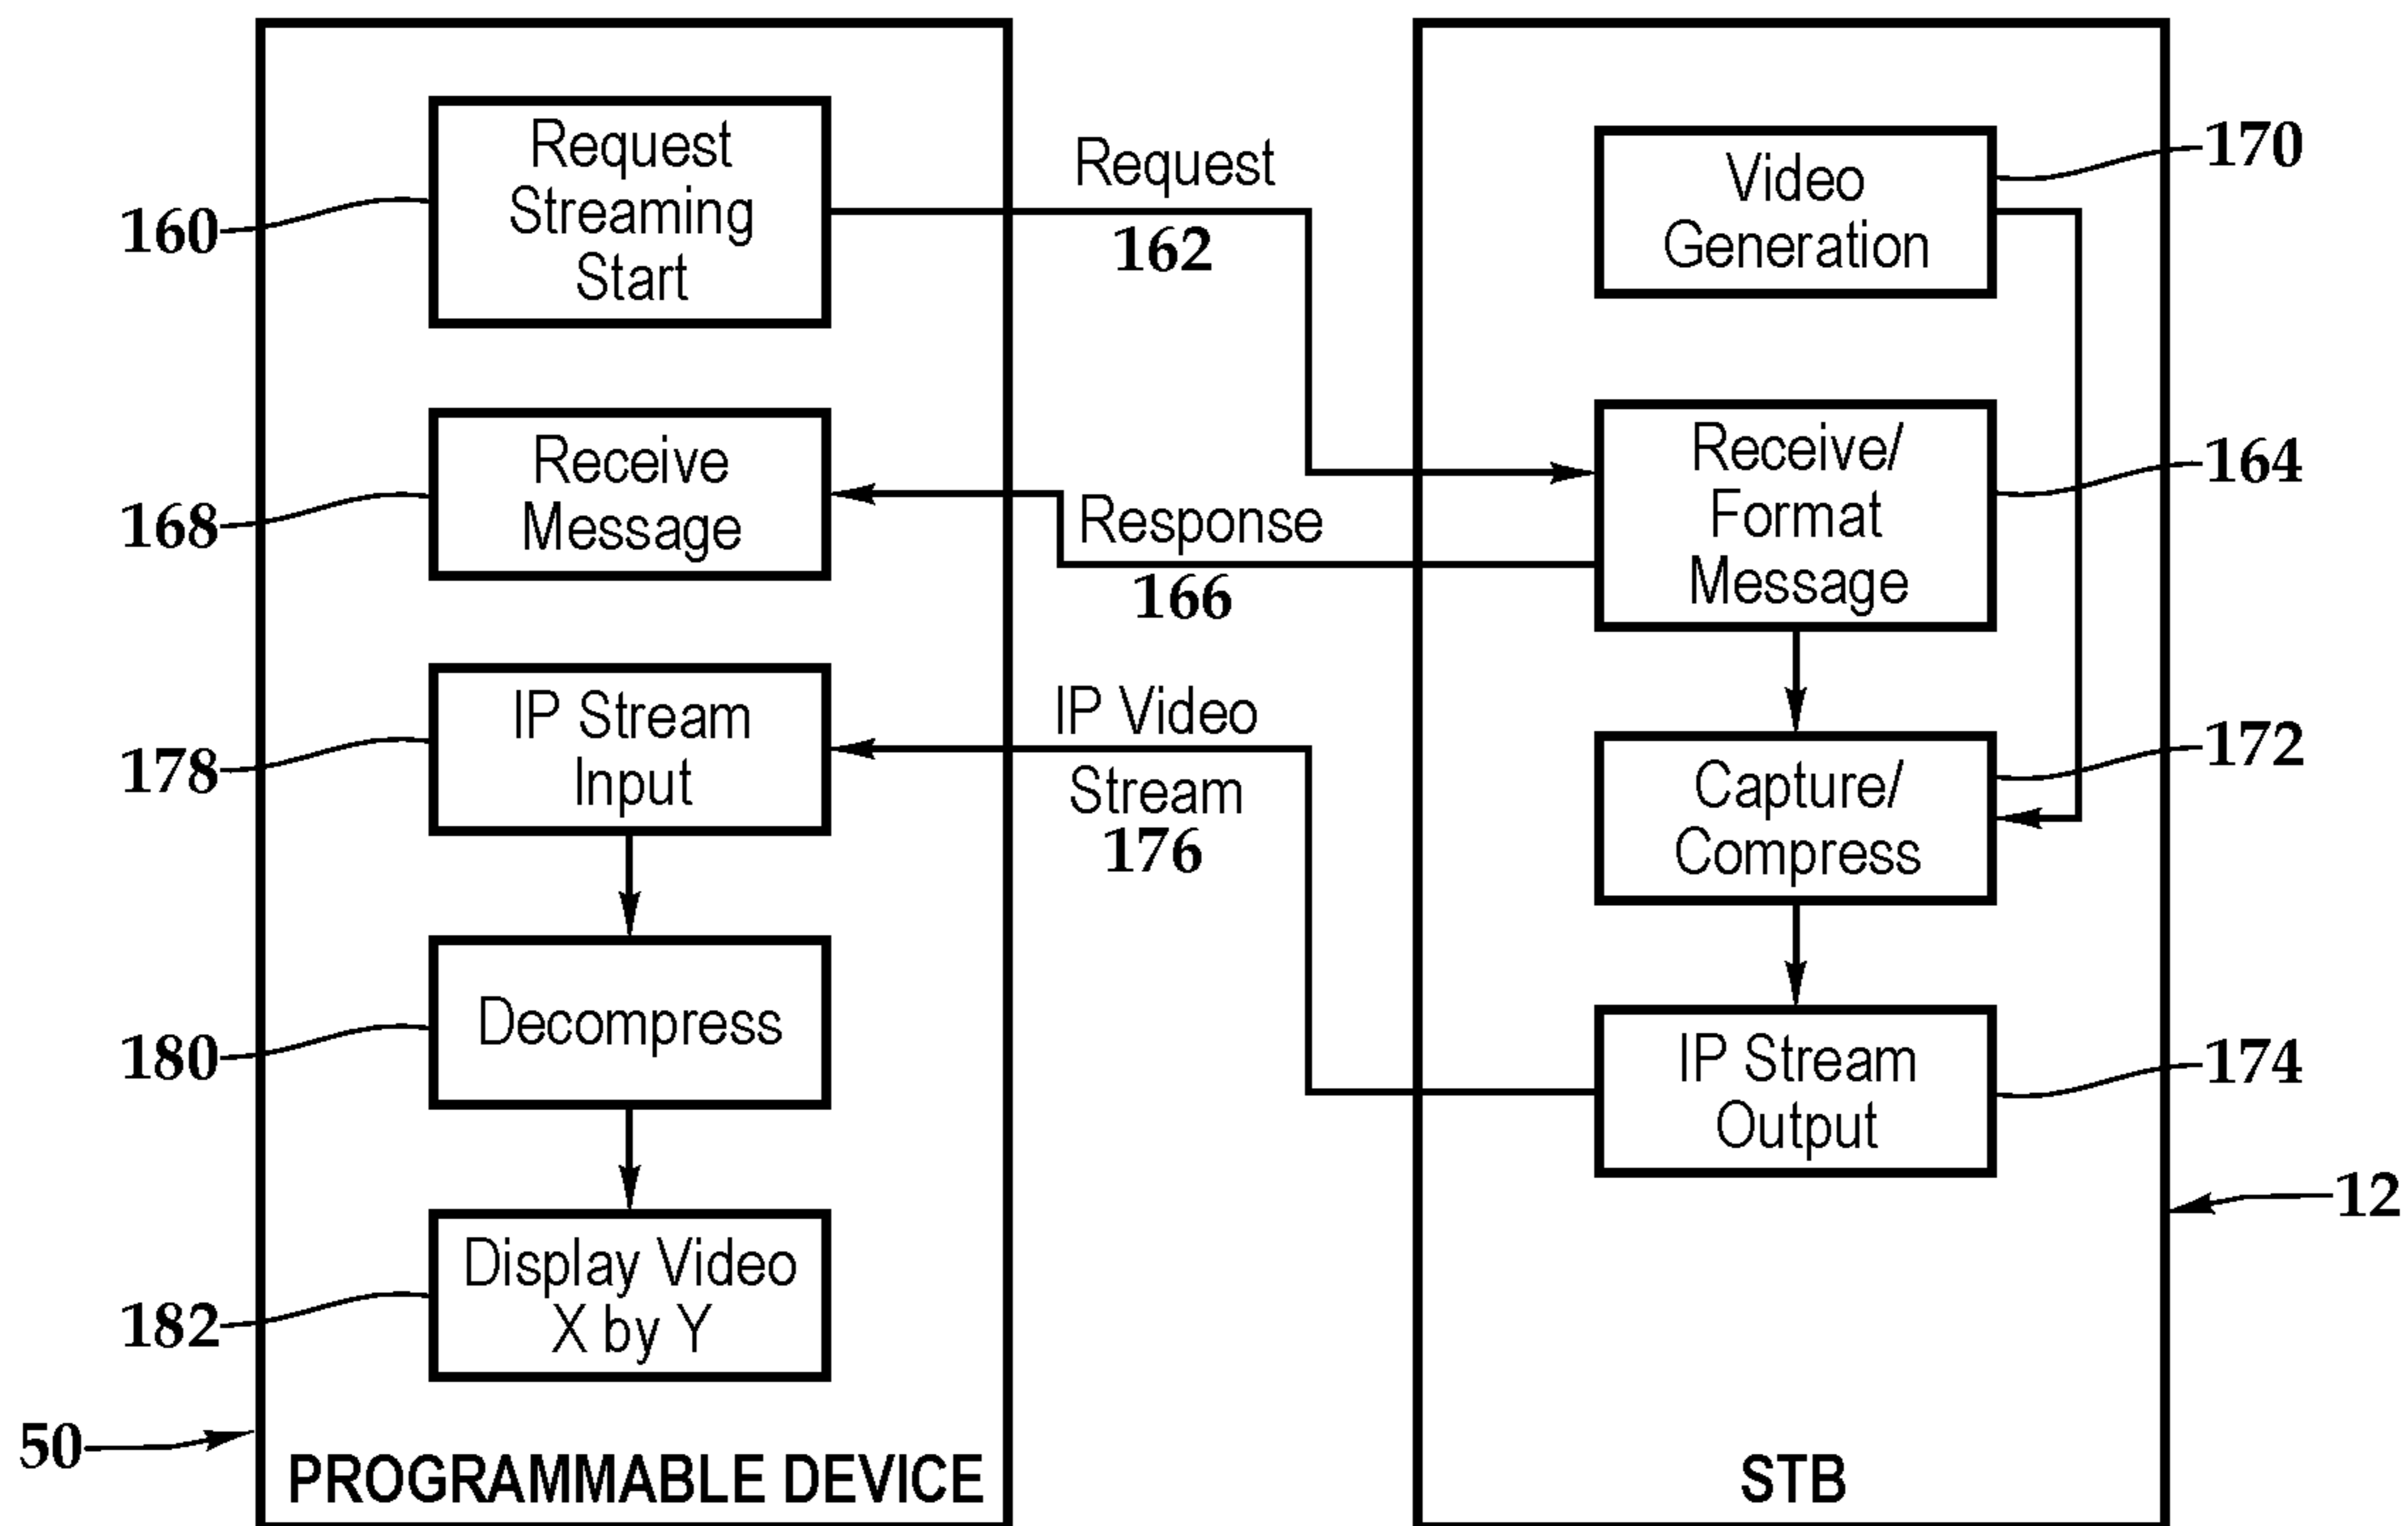 Request
Streaming
Start
160
Request
162
Video
Generation
170
Receive
Message
168
Response
166
Receive/
Format
Message
164
IP Stream
Input
178
IP Video
Stream
176
Capture/
Compress
172
Decompress
180
IP Stream
Output
174
Display Video
X by Y
182
12
50
PROGRAMMABLE DEVICE
STB